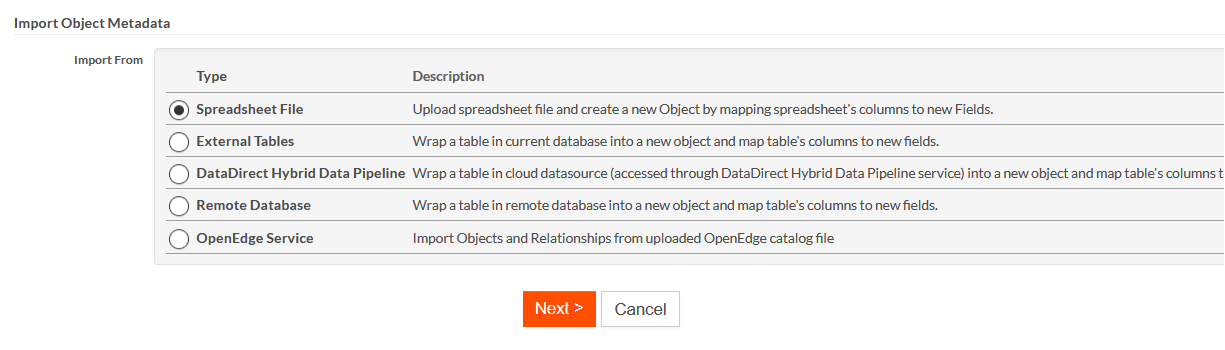 Import Object Metadata
Import From
Type Description
Spreadsheet File Upload spreadsheet file and create a new Object by mapping spreadsheet's columns to new Fields.
External Tables Wrap a table in current database into a new object and map table's columns to new fields.
DataDirect Hybrid Data Pipeline Wrap a table in cloud datasource (accessed through DataDirect Hybrid Data Pipeline service) into a new object and map table's columns t
Remote Database Wrap a table in remote database into a new object and map table's columns to new fields.
OpenEdge Service Import Objects and Relationships from uploaded OpenEdge catalog file
Next > Cancel